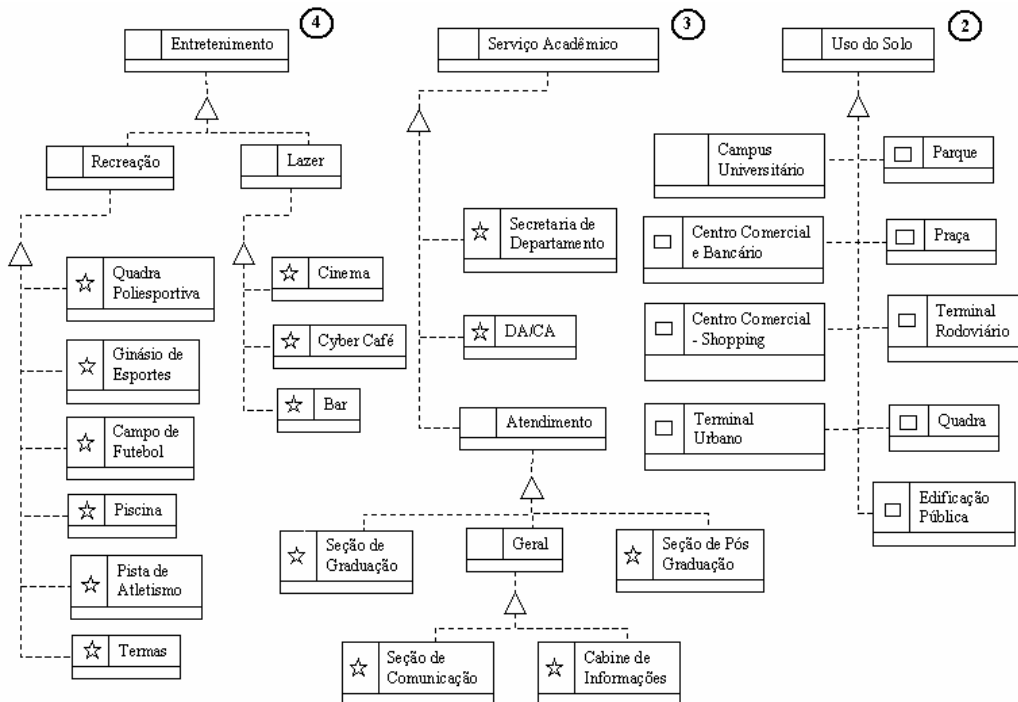 Entretenimento
4
Recreação
Lazer
Quadra
Poliesportiva
Ginásio de
Esportes
Campo de
Futebol
Piscina
Pista de
Atletismo
Termas
Cinema
Cyber Café
Bar
Serviço Acadêmico
3
Secretaria de
Departamento
DA/CA
Atendimento
Seção de
Graduação
Geral
Seção de Pós
Graduação
Seção de
Comunicação
Cabine de
Informações
Uso do Solo
2
Campus
Universitário
Parque
Centro Comercial
e Bancário
Praça
Centro Comercial
- Shopping
Terminal
Rodoviário
Terminal
Urbano
Quadra
Edificação
Pública